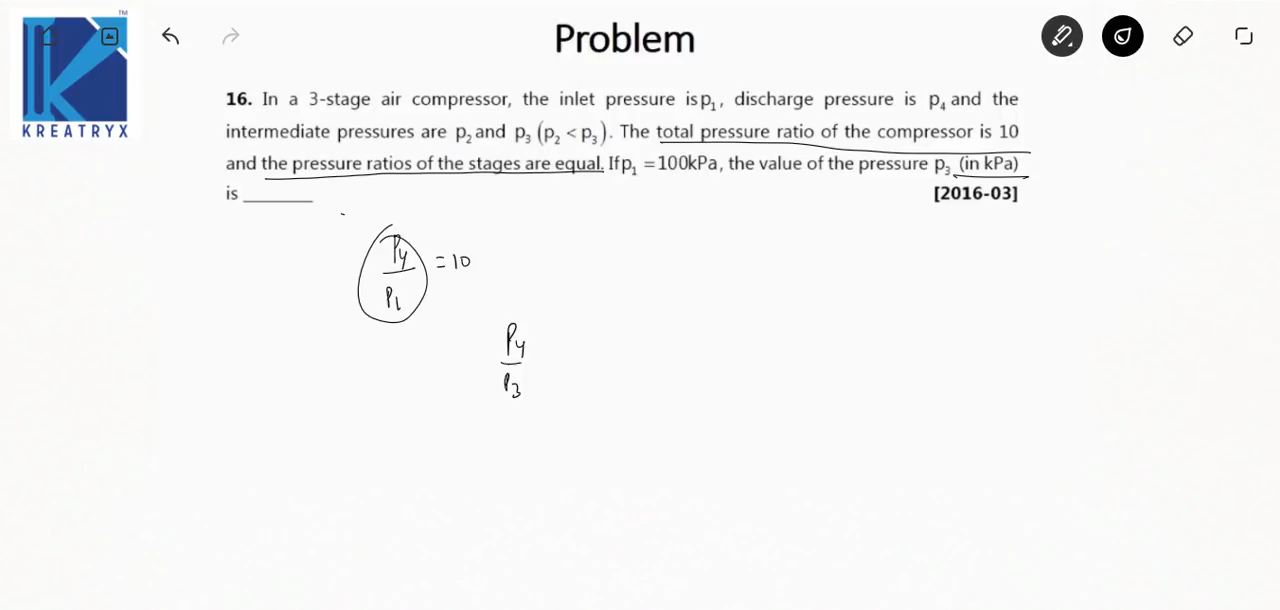 TM
KREATRYX
Problem
16. In a 3-stage air compressor, the inlet pressure is p₁, discharge pressure is p₄ and the
intermediate pressures are p₂ and p₃ (p₂ < p₃). The total pressure ratio of the compressor is 10
and the pressure ratios of the stages are equal. If p₁ = 100kPa, the value of the pressure p₃ (in kPa)
is _______
[2016-03]
P₄/P₁ = 10
P₄/P₃